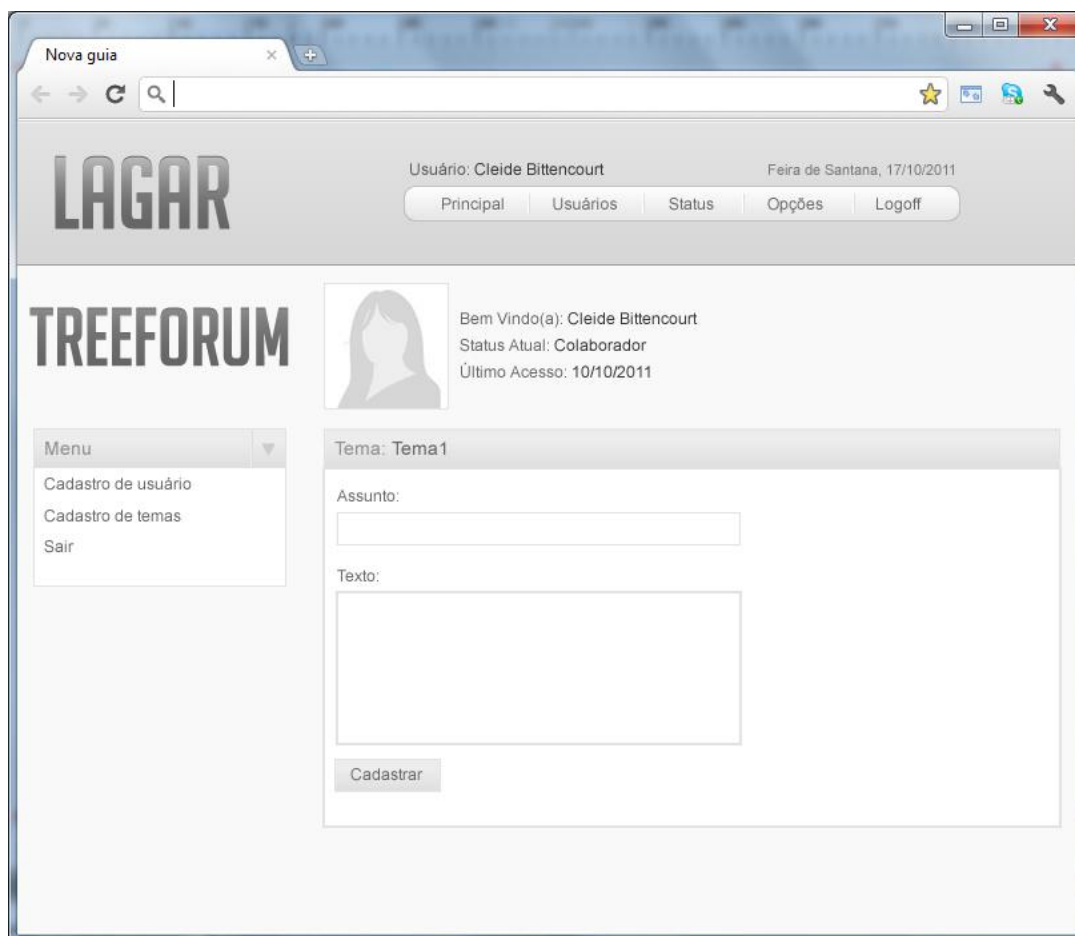 Nova guia
LAGAR
Usuário: Cleide Bittencourt
Feira de Santana, 17/10/2011
Principal Usuários Status Opções Logoff
TREEFORUM
Bem Vindo(a): Cleide Bittencourt
Status Atual: Colaborador
Último Acesso: 10/10/2011
Menu
Cadastro de usuário
Cadastro de temas
Sair
Tema: Tema1
Assunto:
Texto:
Cadastrar